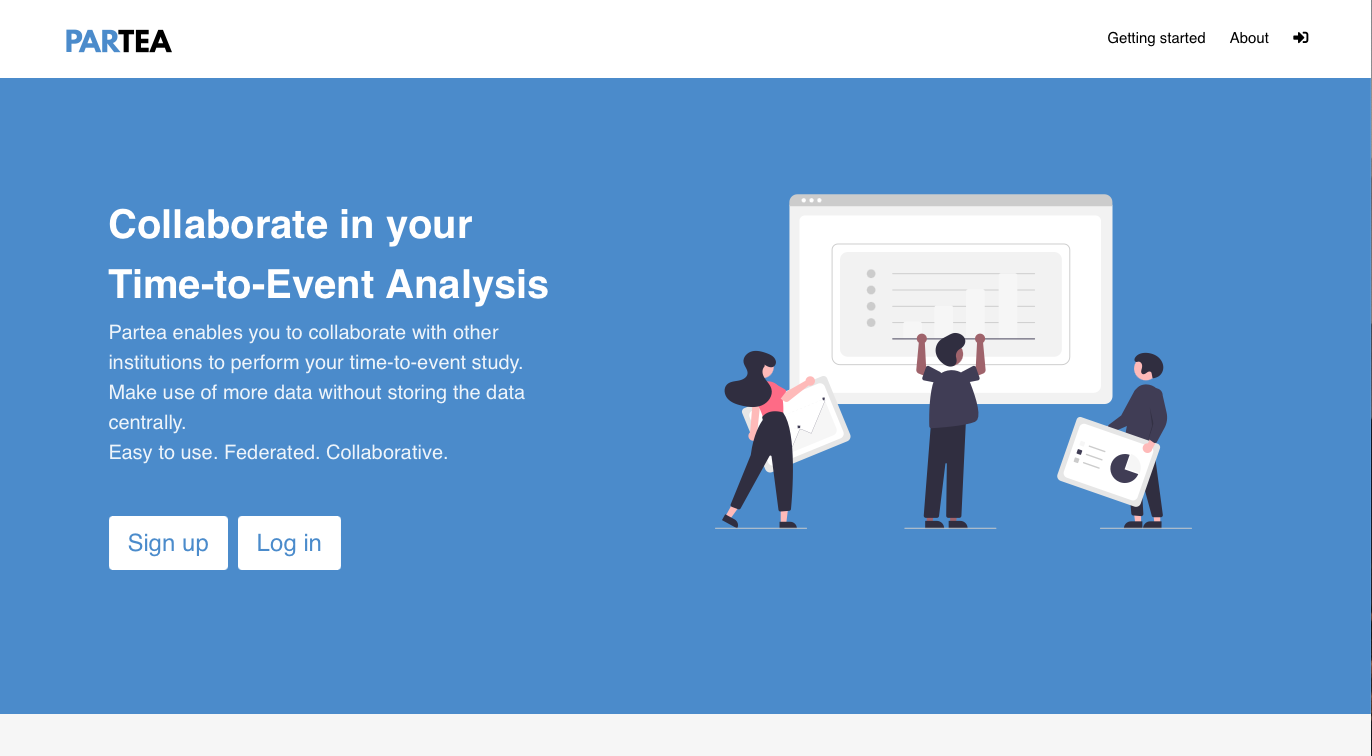 PARTEA
Getting started
About
Collaborate in your
Time-to-Event Analysis
Partea enables you to collaborate with other
institutions to perform your time-to-event study.
Make use of more data without storing the data
centrally.
Easy to use. Federated. Collaborative.
Sign up
Log in